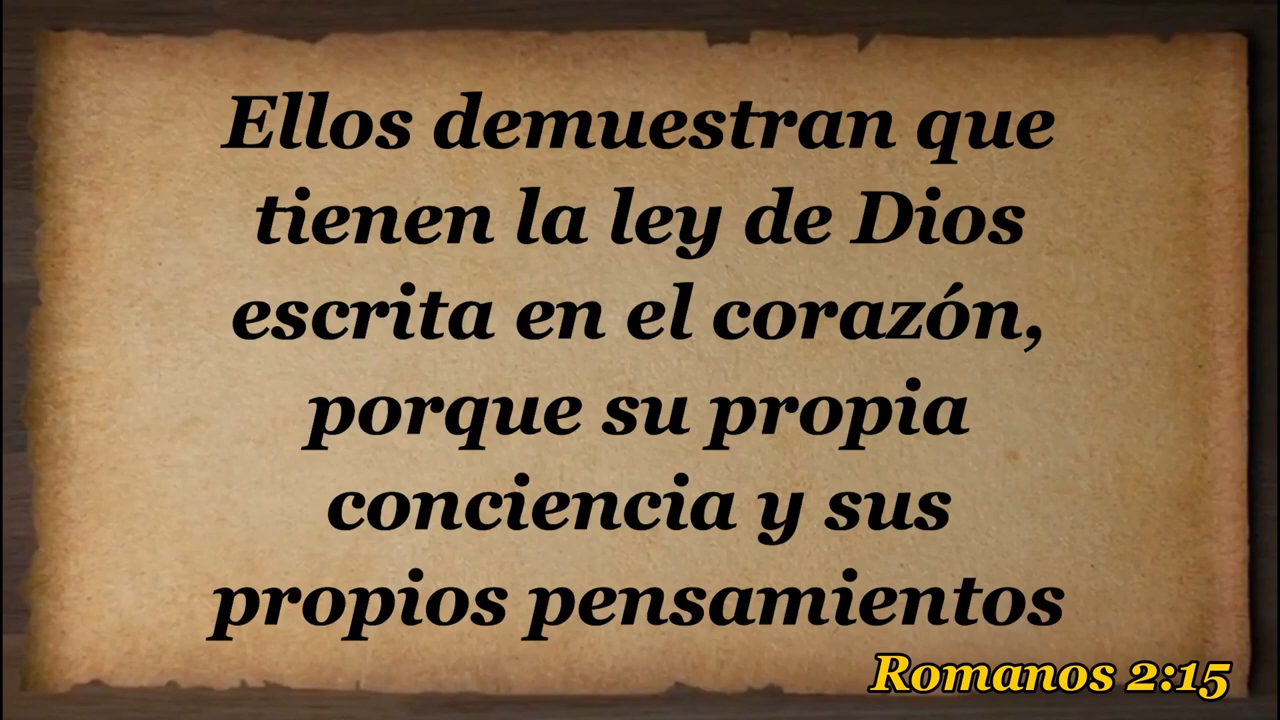 Ellos demuestran que
tienen la ley de Dios
escrita en el corazón,
porque su propia
conciencia y sus
propios pensamientos
Romanos 2:15